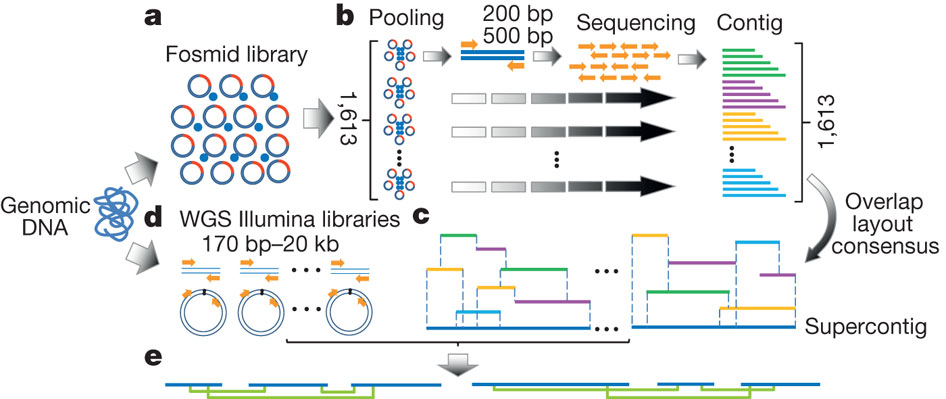 a
Fosmid library
b
Pooling
200 bp
500 bp
Sequencing
Contig
1,613
1,613
Genomic
DNA
d
WGS Illumina libraries
170 bp–20 kb
c
Overlap
layout
consensus
Supercontig
e